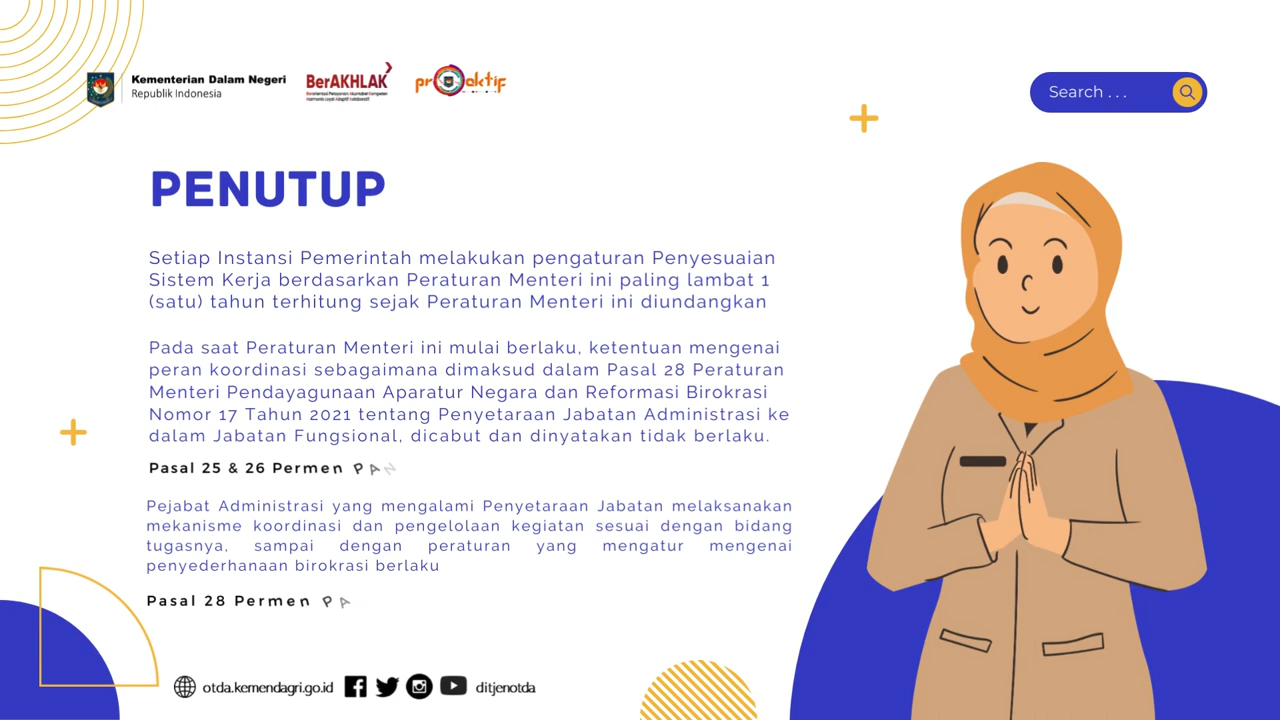 Kementerian Dalam Negeri
Republik Indonesia
BerAKHLAK
Search . . .
PENUTUP
Setiap Instansi Pemerintah melakukan pengaturan Penyesuaian
Sistem Kerja berdasarkan Peraturan Menteri ini paling lambat 1
(satu) tahun terhitung sejak Peraturan Menteri ini diundangkan
Pada saat Peraturan Menteri ini mulai berlaku, ketentuan mengenai
peran koordinasi sebagaimana dimaksud dalam Pasal 28 Peraturan
Menteri Pendayagunaan Aparatur Negara dan Reformasi Birokrasi
Nomor 17 Tahun 2021 tentang Penyetaraan Jabatan Administrasi ke
dalam Jabatan Fungsional, dicabut dan dinyatakan tidak berlaku.
Pasal 25 & 26 Permen PAN
Pejabat Administrasi yang mengalami Penyetaraan Jabatan melaksanakan
mekanisme koordinasi dan pengelolaan kegiatan sesuai dengan bidang
tugasnya, sampai dengan peraturan yang mengatur mengenai
penyederhanaan birokrasi berlaku
Pasal 28 Permen PA
otda.kemendagri.go.id
ditjenotda